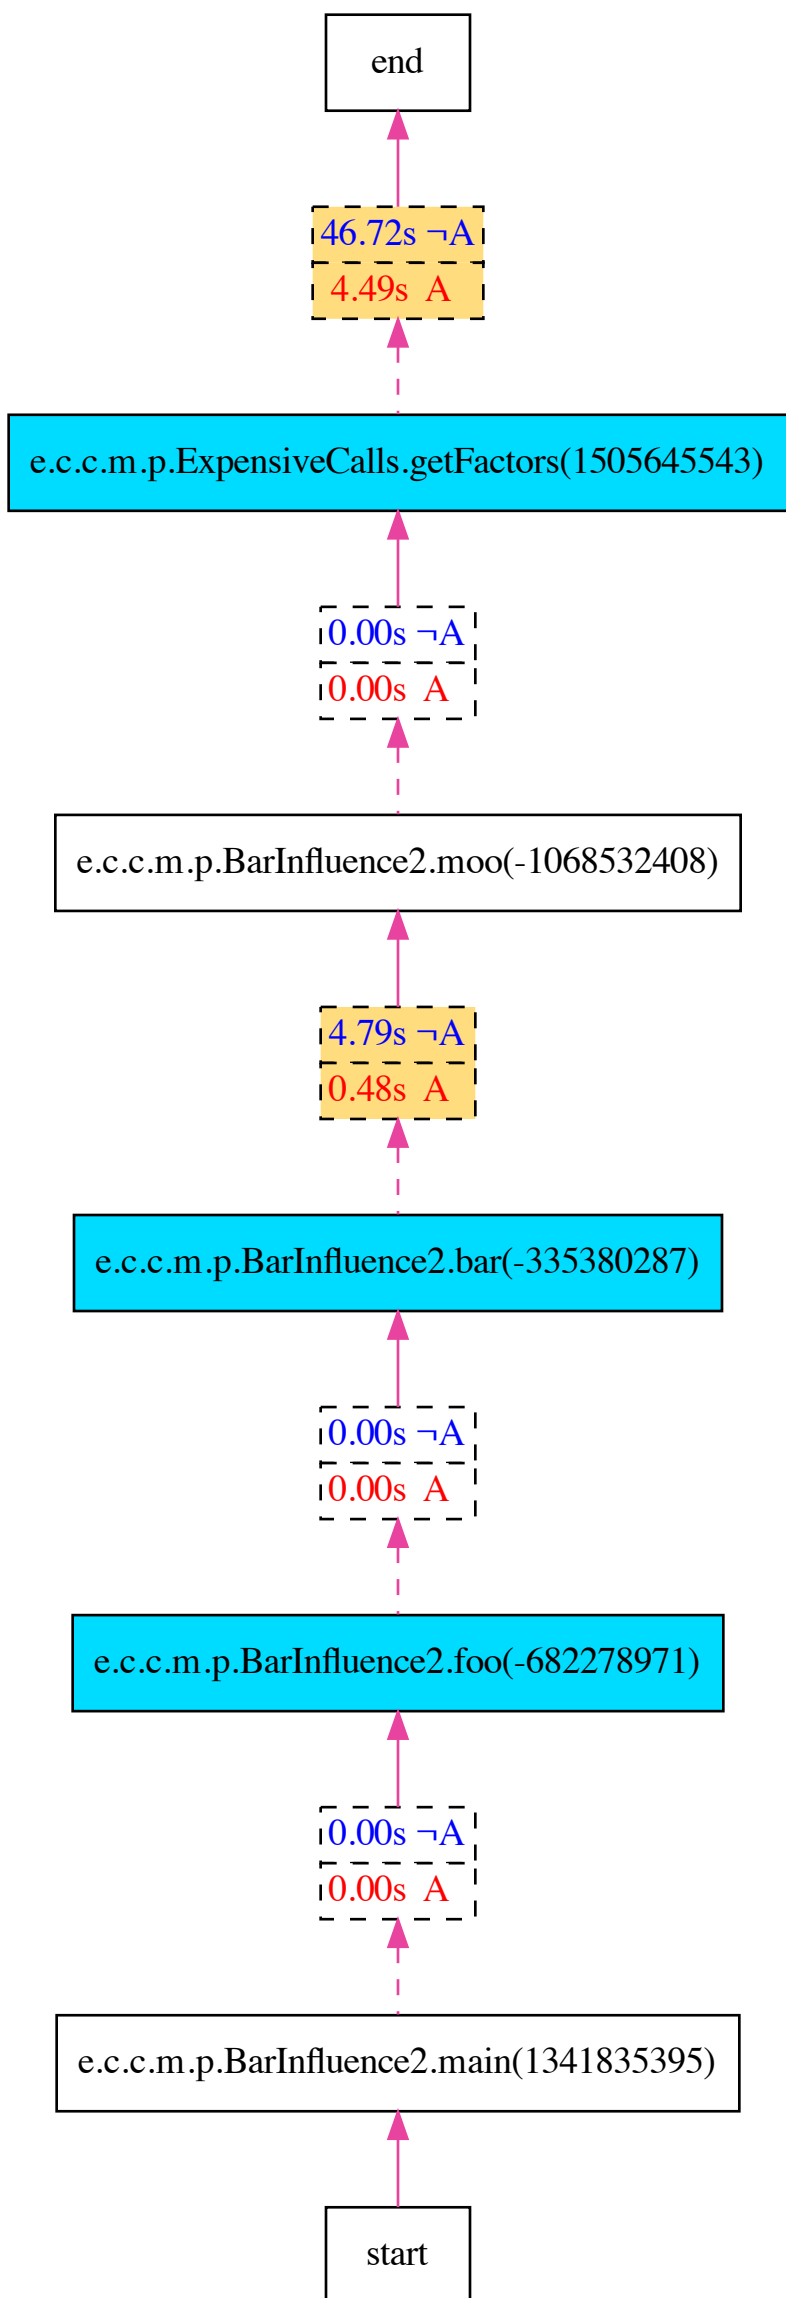 end
46.72s ¬A
4.49s A
e.c.c.m.p.ExpensiveCalls.getFactors(1505645543)
0.00s ¬A
0.00s A
e.c.c.m.p.BarInfluence2.moo(-1068532408)
4.79s ¬A
0.48s A
e.c.c.m.p.BarInfluence2.bar(-335380287)
0.00s ¬A
0.00s A
e.c.c.m.p.BarInfluence2.foo(-682278971)
0.00s ¬A
0.00s A
e.c.c.m.p.BarInfluence2.main(1341835395)
start